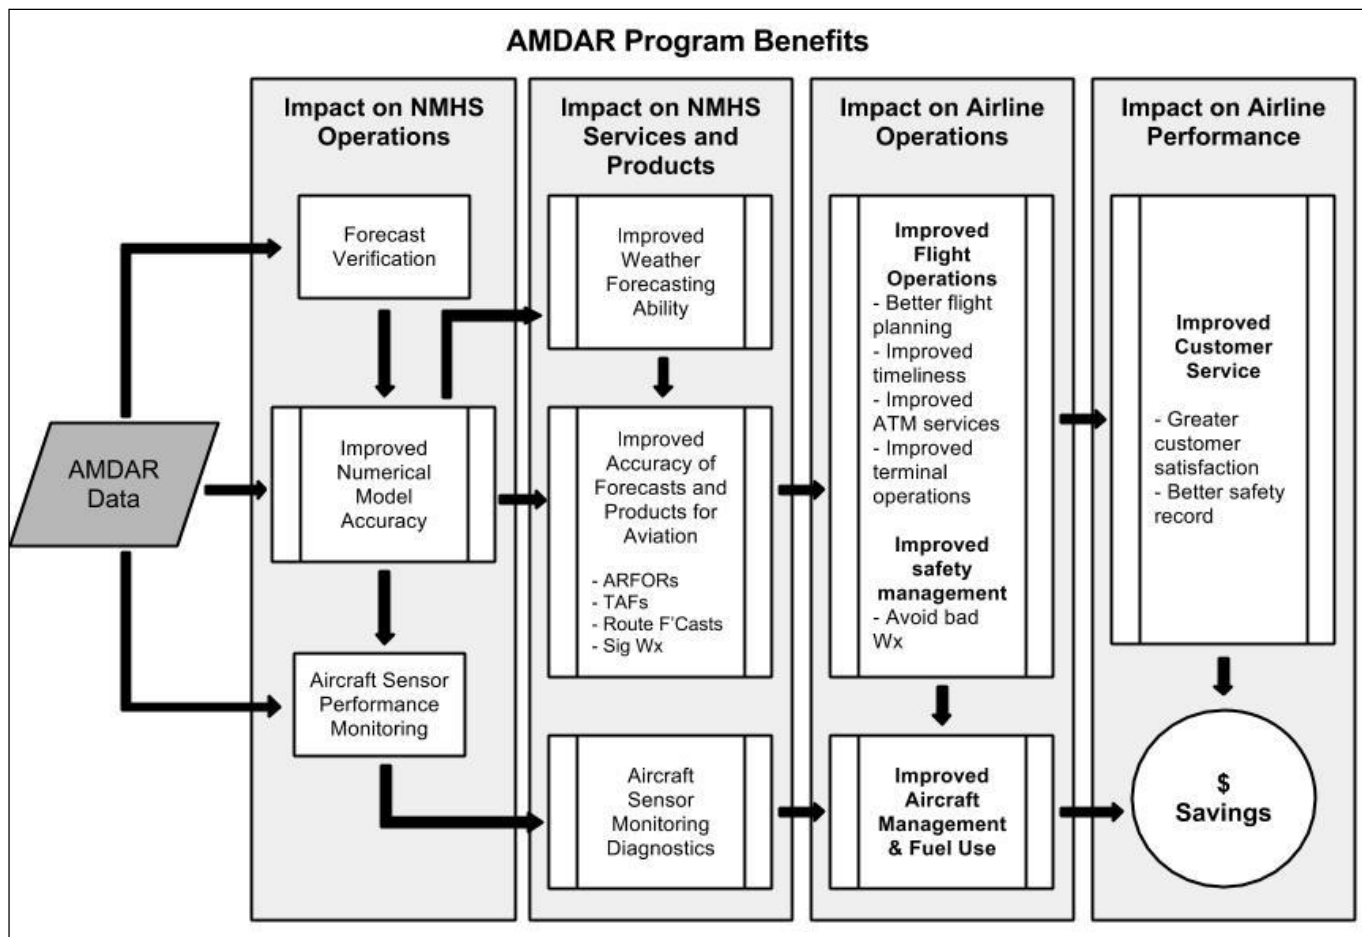 AMDAR Program Benefits
Impact on NMHS
Operations
Impact on NMHS
Services and
Products
Impact on Airline
Operations
Impact on Airline
Performance
AMDAR
Data
Forecast
Verification
Improved
Numerical
Model
Accuracy
Aircraft Sensor
Performance
Monitoring
Improved
Weather
Forecasting
Ability
Improved
Accuracy of
Forecasts and
Products for
Aviation
- ARFORs
- TAFs
- Route F'Casts
- Sig Wx
Aircraft
Sensor
Monitoring
Diagnostics
Improved
Flight
Operations
- Better flight
planning
- Improved
timeliness
- Improved
ATM services
- Improved
terminal
operations
Improved
safety
management
- Avoid bad
Wx
Improved
Aircraft
Management
& Fuel Use
Improved
Customer
Service
- Greater
customer
satisfaction
- Better safety
record
$
Savings